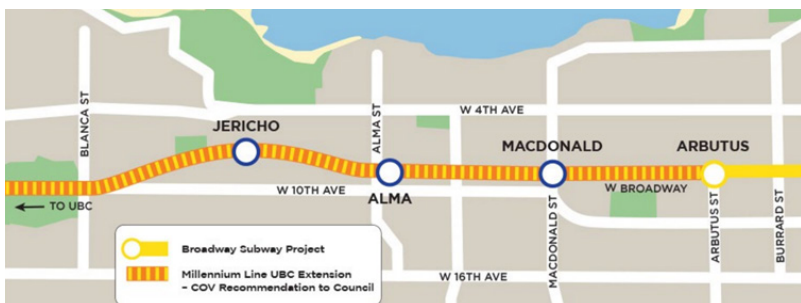 W 4TH AVE
BLANCA ST
JERICHO
ALMA ST
MACDONALD
ARBUTUS
W 10TH AVE
ALMA
W BROADWAY
TO UBC
MACDONALD ST
ARBUTUS ST
BURRARD ST
Broadway Subway Project
Millennium Line UBC Extension
– COV Recommendation to Council
W 16TH AVE